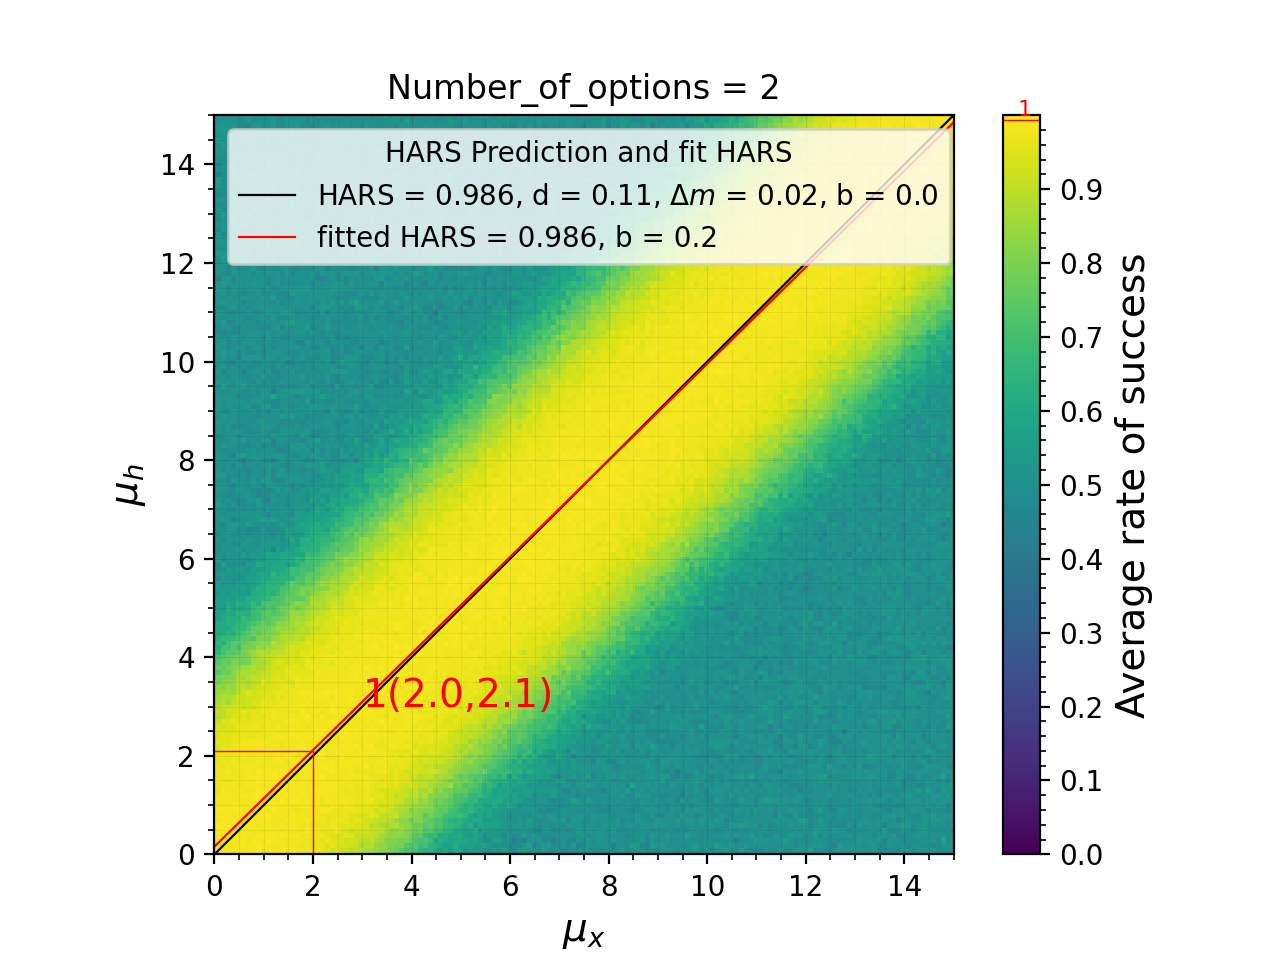 Number_of_options = 2
1
HARS Prediction and fit HARS
HARS = 0.986, d = 0.11, Δm = 0.02, b = 0.0
fitted HARS = 0.986, b = 0.2
14
12
10
8
6
4
2
0
μh
1(2.0,2.1)
0 2 4 6 8 10 12 14
μx
0.9
0.8
0.7
0.6
0.5
0.4
0.3
0.2
0.1
0.0
Average rate of success